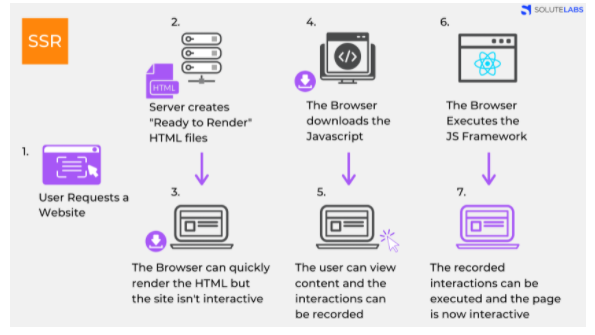 SOLUTELABS
SSR
1.
User Requests a
Website
2.
HTML
Server creates
"Ready to Render"
HTML files
3.
The Browser can quickly
render the HTML but
the site isn't interactive
4.
</>
The Browser
downloads the
Javascript
5.
The user can view
content and the
interactions can
be recorded
6.
The Browser
Executes the
JS Framework
7.
The recorded
interactions can be
executed and the page
is now interactive